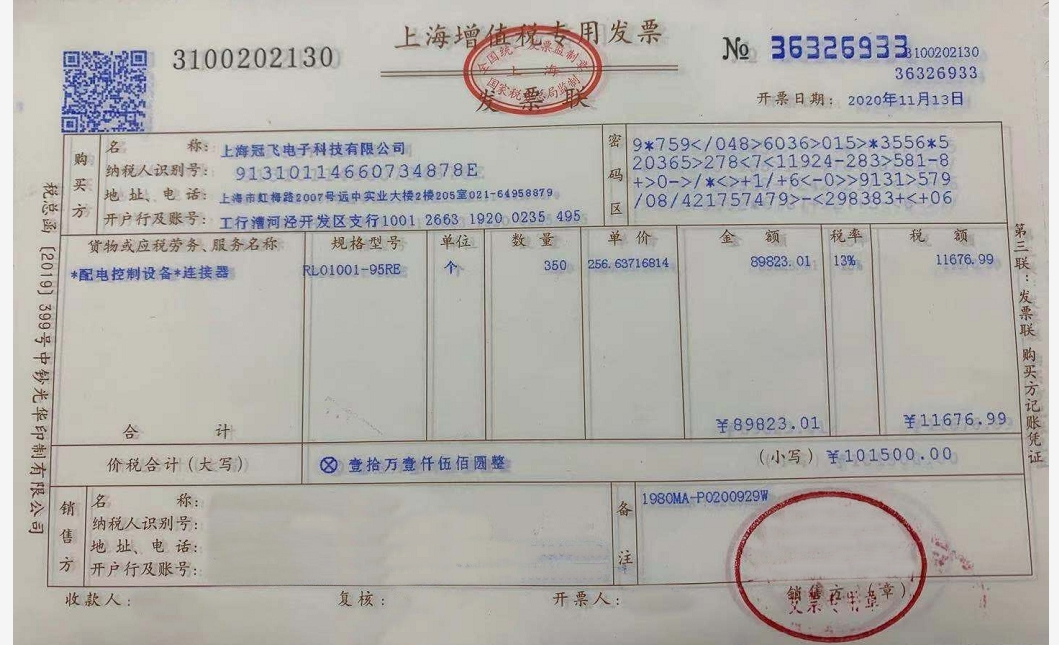 上海增值税专用发票
全国统一发票监制章
上海
国家税务总局监制
发票联
3100202130
№ 36326933
3100202130
36326933
开票日期: 2020年11月13日
购买方
名 称: 上海冠飞电子科技有限公司
纳税人识别号: 91310114660734878E
地 址、电 话: 上海市虹梅路2007号远中实业大楼2楼205室021-64958879
开户行及账号: 工行漕河泾开发区支行1001 2663 1920 0235 495
密码区
9*759</048>6036>015>*3556*5
20365>278<7<11924-283>581-8
+>0->/*<>+1/+6<-0>>9131>579
/08/421757479>-<298383+<+06
货物或应税劳务、服务名称 规格型号 单位 数 量 单 价 金 额 税率 税 额
*配电控制设备*连接器 RL01001-95RE 个 350 256.63716814 89823.01 13% 11676.99
合 计 ¥89823.01 ¥11676.99
价税合计(大写) ⊗壹拾万壹仟伍佰圆整 (小写) ¥101500.00
销售方
名 称:
纳税人识别号:
地 址、电 话:
开户行及账号:
备注
1980MA-P0200929W
收款人: 复核: 开票人: 销售方:(章)
发票专用章
税总函 [2019] 399号中钞光华印制有限公司
第三联:发票联 购买方记账凭证